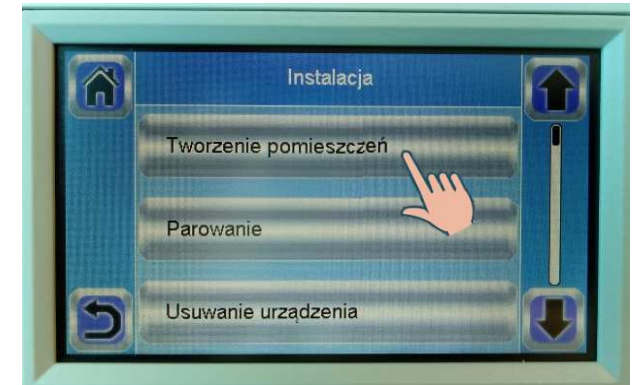 Instalacja
Tworzenie pomieszczeń
Parowanie
Usuwanie urządzenia